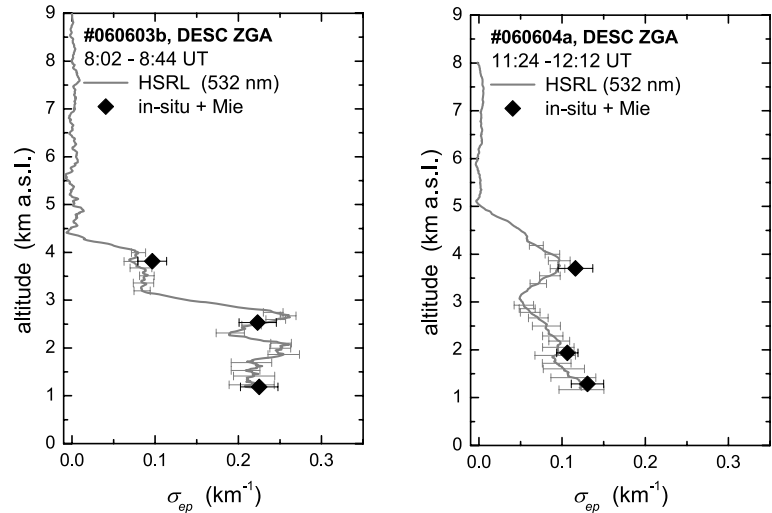 #060603b, DESC ZGA
8:02 - 8:44 UT
HSRL (532 nm)
in-situ + Mie
9
8
7
6
5
4
3
2
1
0
altitude (km a.s.l.)
0.0 0.1 0.2 0.3
σep (km-1)
#060604a, DESC ZGA
11:24 -12:12 UT
HSRL (532 nm)
in-situ + Mie
9
8
7
6
5
4
3
2
1
0
altitude (km a.s.l.)
0.0 0.1 0.2 0.3
σep (km-1)